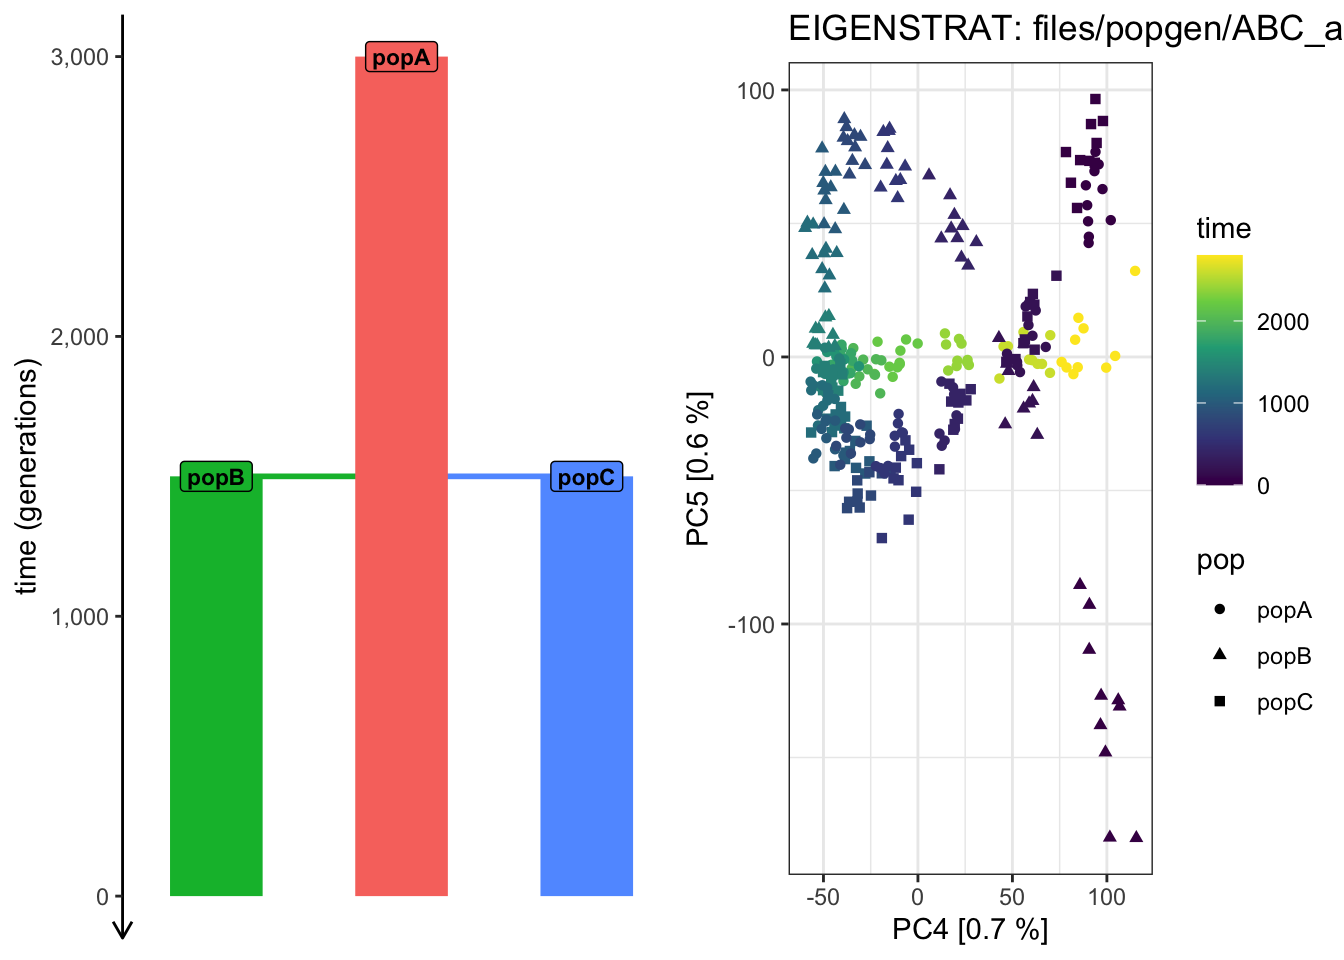 3,000
2,000
1,000
0
time (generations)
popA
popB
popC
EIGENSTRAT: files/popgen/ABC_a
100
0
-100
PC5 [0.6 %]
-50
0
50
100
PC4 [0.7 %]
time
2000
1000
0
pop
popA
popB
popC